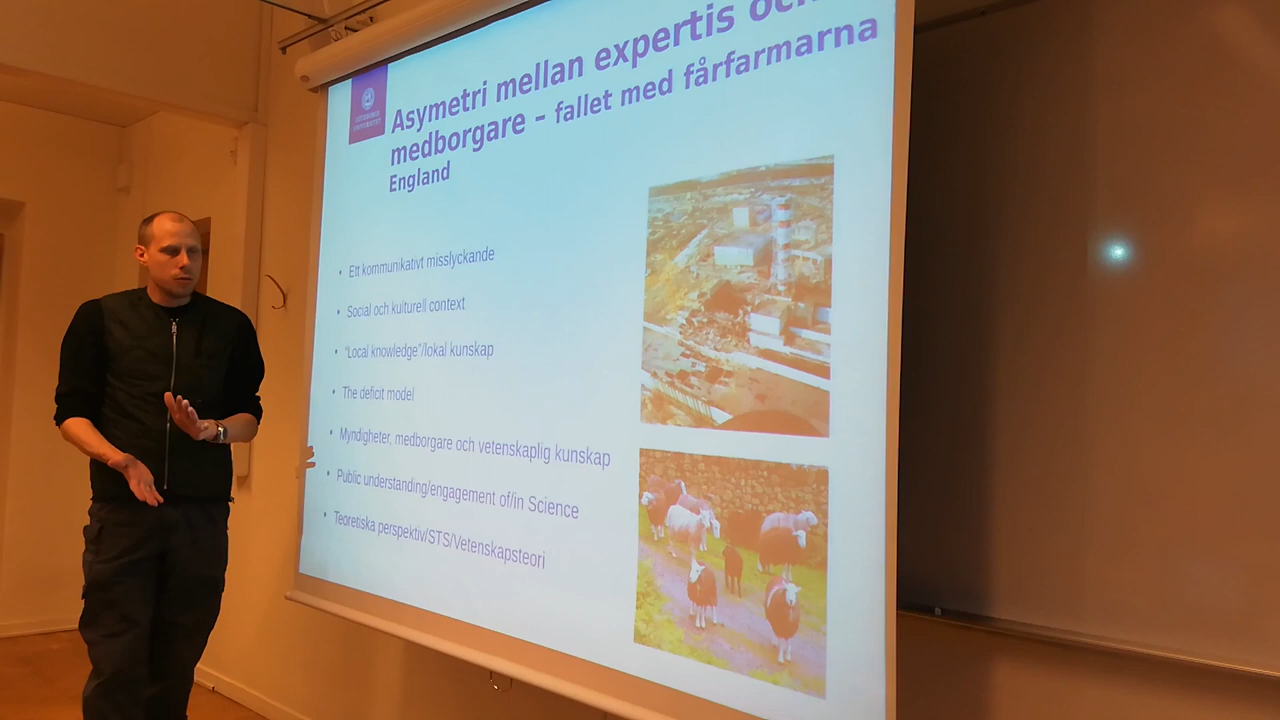 GÖTEBORGS
UNIVERSITET
Asymetri mellan expertis och
medborgare – fallet med fårfarmarna
England
• Ett kommunikativt misslyckande
• Social och kulturell context
• "Local knowledge"/lokal kunskap
• The deficit model
• Myndigheter, medborgare och vetenskaplig kunskap
• Public understanding/engagement of/in Science
• Teoretiska perspektiv/STS/Vetenskapsteori